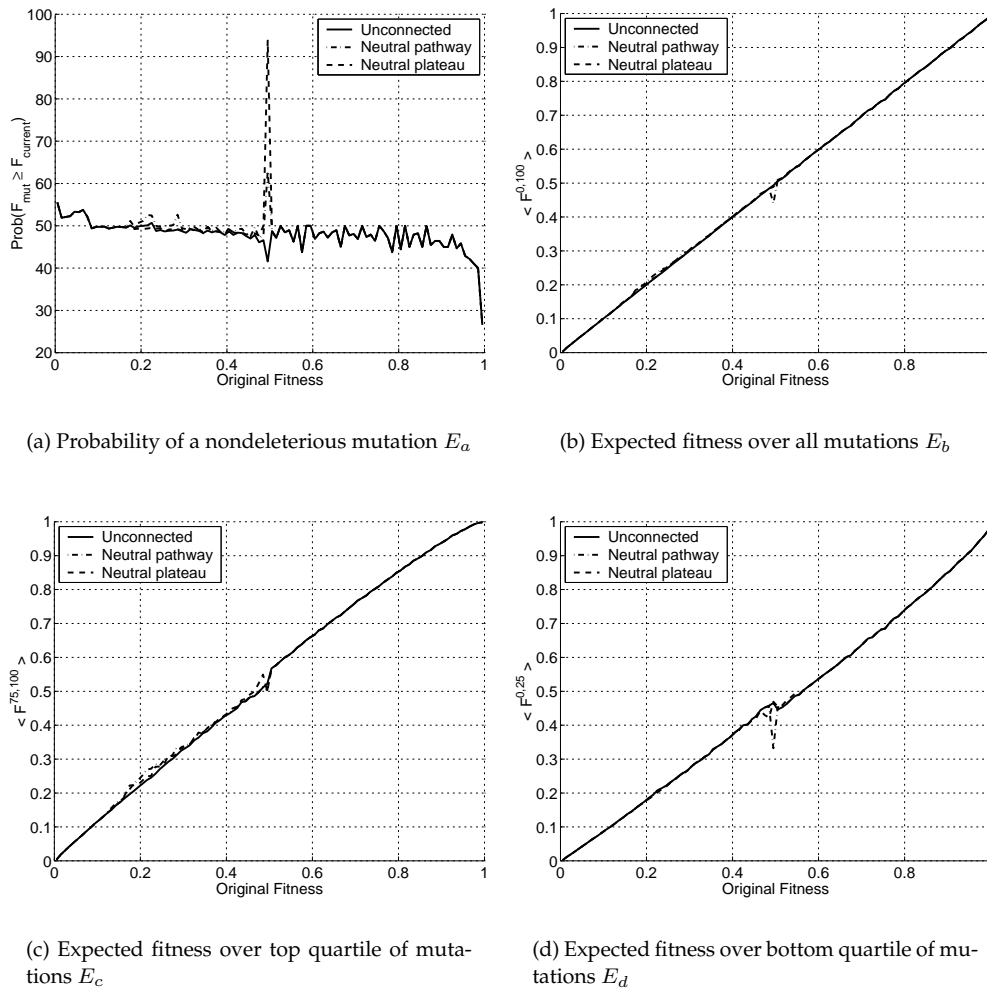 100
90
80
70
60
50
40
30
20
Prob(F_mut ≥ F_current)
0 0.2 0.4 0.6 0.8 1
Original Fitness
Unconnected
Neutral pathway
Neutral plateau
(a) Probability of a nondeleterious mutation E_a
1
0.9
0.8
0.7
0.6
0.5
0.4
0.3
0.2
0.1
0
< F^0,100 >
0 0.2 0.4 0.6 0.8
Original Fitness
Unconnected
Neutral pathway
Neutral plateau
(b) Expected fitness over all mutations E_b
1
0.9
0.8
0.7
0.6
0.5
0.4
0.3
0.2
0.1
0
< F^75,100 >
0 0.2 0.4 0.6 0.8 1
Original Fitness
Unconnected
Neutral pathway
Neutral plateau
(c) Expected fitness over top quartile of mu-
tations E_c
1
0.9
0.8
0.7
0.6
0.5
0.4
0.3
0.2
0.1
0
< F^0,25 >
0 0.2 0.4 0.6 0.8
Original Fitness
Unconnected
Neutral pathway
Neutral plateau
(d) Expected fitness over bottom quartile of mu-
tations E_d